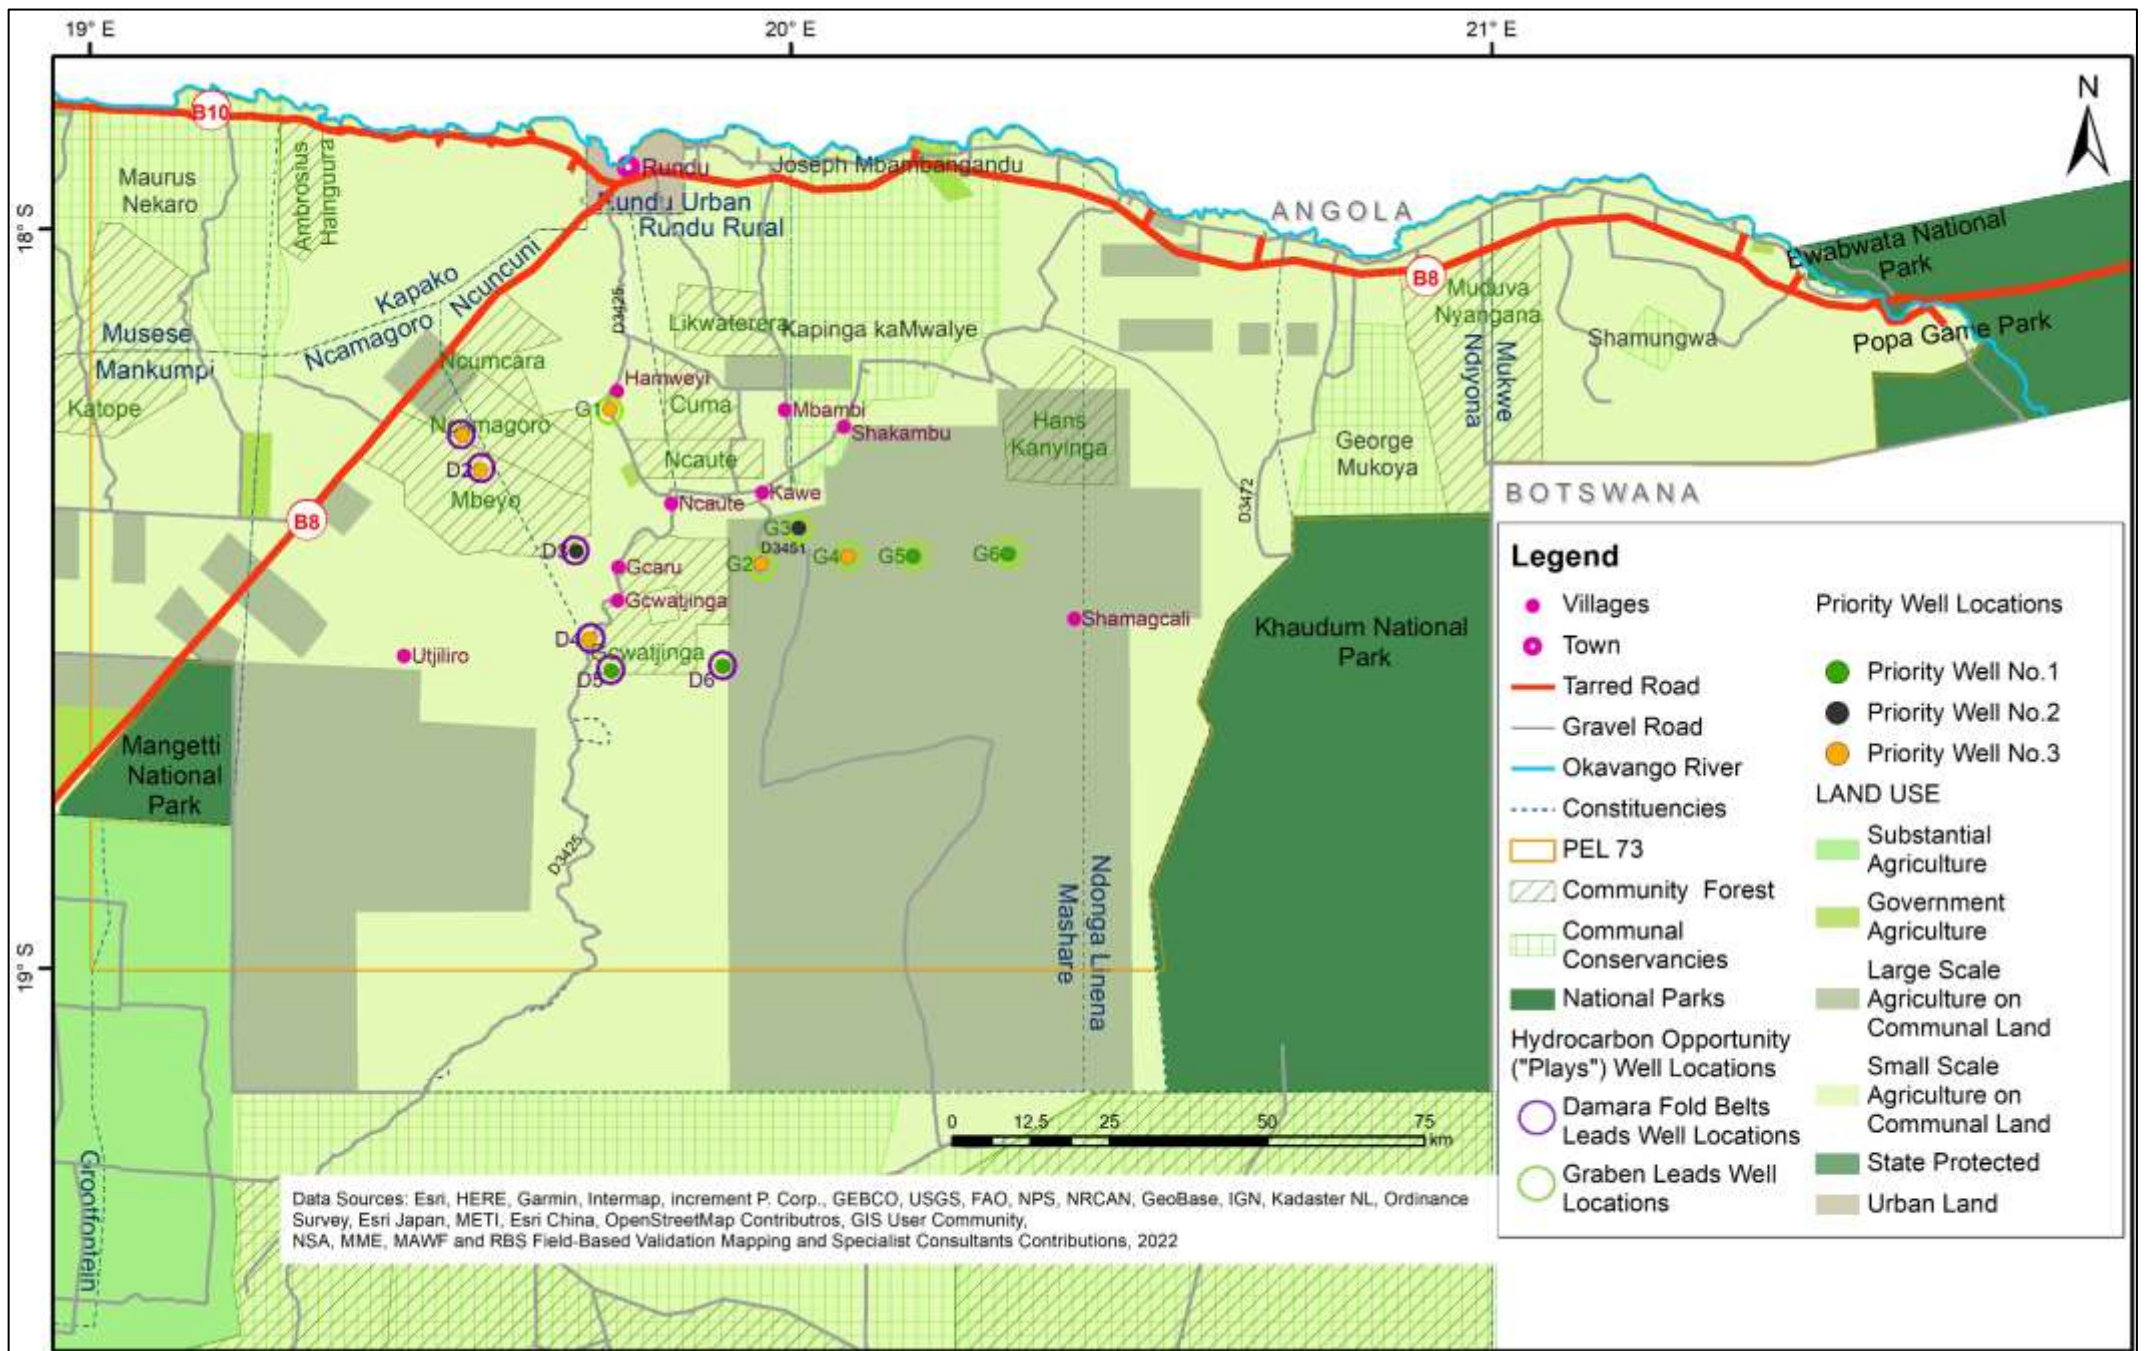 19° E
20° E
21° E
N
B10
Rundu
Joseph Mbambangandu
Ambrosius
Haingura
Maurus
Nekaro
Rundu Urban
Rundu Rural
ANGOLA
18° S
Ewabwata National
Park
Kapako
Ncuncuni
B8
Muduva
Nyangana
D3425
Likwaterera
Kapinga kaMwalye
Shamungwa
Popa Game Park
Musese
Ncamagoro
Mankumpi
Ndiyona
Mukwe
Ncumcara
Hamweyi
Katope
G1
Cuma
Mbambi
Hans
Kanyinga
Ncamagoro
Shakambu
George
Mukoya
D2
Ncaute
Mbeyo
Kawe
Ncaute
D3472
BOTSWANA
B8
G3
D3451
D3
G2
G4
G5
G6
Gcaru
Gcwatjinga
Shamagcali
Khaudum National
Park
D4
Gcwatjinga
Utjiliro
D5
D6
Mangetti
National
Park
D3425
Ndonga Linena
Mashare
19° S
Grootfontein
Legend
Villages
Town
Tarred Road
Gravel Road
Okavango River
Constituencies
PEL 73
Community Forest
Communal
Conservancies
National Parks
Hydrocarbon Opportunity
("Plays") Well Locations
Damara Fold Belts
Leads Well Locations
Graben Leads Well
Locations
Priority Well Locations
Priority Well No.1
Priority Well No.2
Priority Well No.3
LAND USE
Substantial
Agriculture
Government
Agriculture
Large Scale
Agriculture on
Communal Land
Small Scale
Agriculture on
Communal Land
State Protected
Urban Land
0 12.5 25 50 75
km
Data Sources: Esri, HERE, Garmin, Intermap, increment P. Corp., GEBCO, USGS, FAO, NPS, NRCAN, GeoBase, IGN, Kadaster NL, Ordinance
Survey, Esri Japan, METI, Esri China, OpenStreetMap Contributros, GIS User Community,
NSA, MME, MAWF and RBS Field-Based Validation Mapping and Specialist Consultants Contributions, 2022